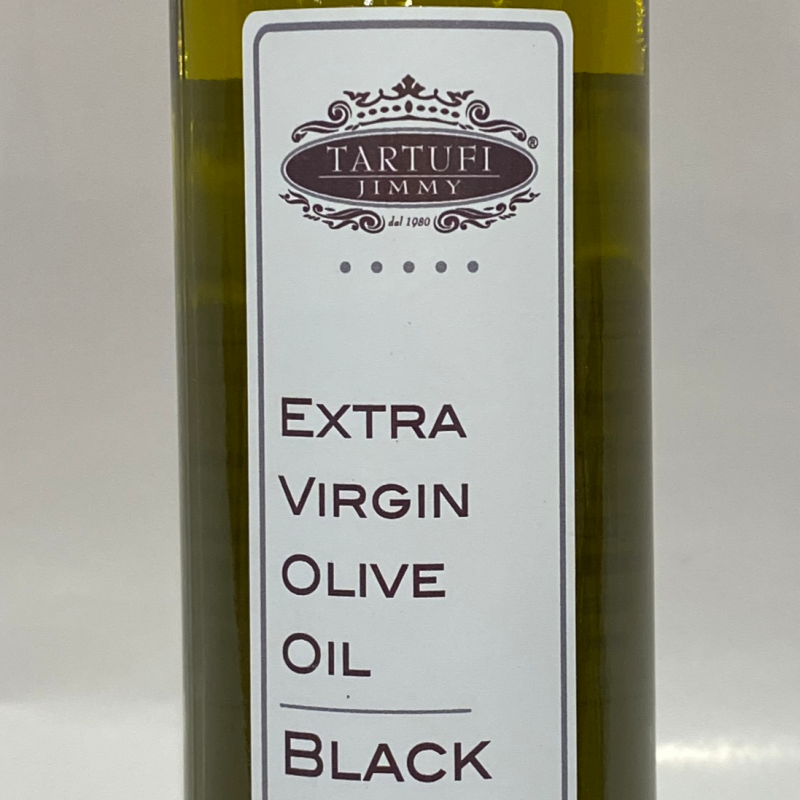 TARTUFI
®
JIMMY
dal 1980
EXTRA
VIRGIN
OLIVE
OIL
BLACK